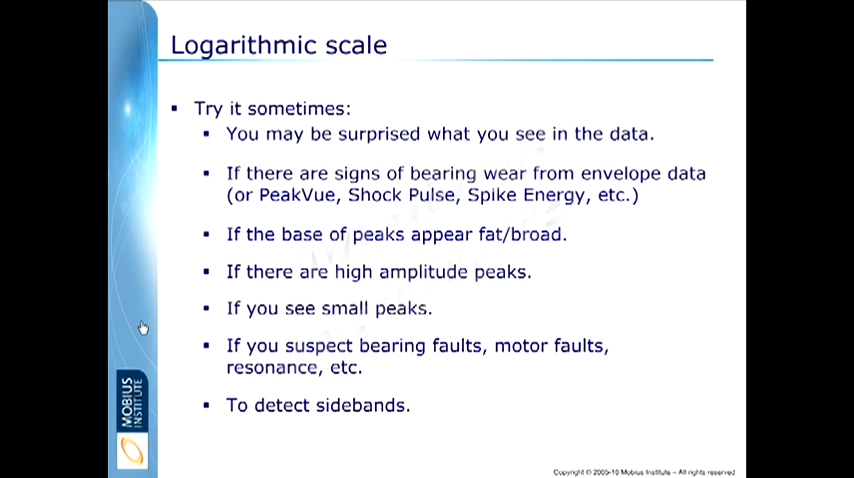 Logarithmic scale
▪ Try it sometimes:
▪ You may be surprised what you see in the data.
▪ If there are signs of bearing wear from envelope data
(or PeakVue, Shock Pulse, Spike Energy, etc.)
▪ If the base of peaks appear fat/broad.
▪ If there are high amplitude peaks.
▪ If you see small peaks.
▪ If you suspect bearing faults, motor faults,
resonance, etc.
▪ To detect sidebands.
MOBIUS
INSTITUTE
Copyright © 2005-10 Mobius Institute – All rights reserved